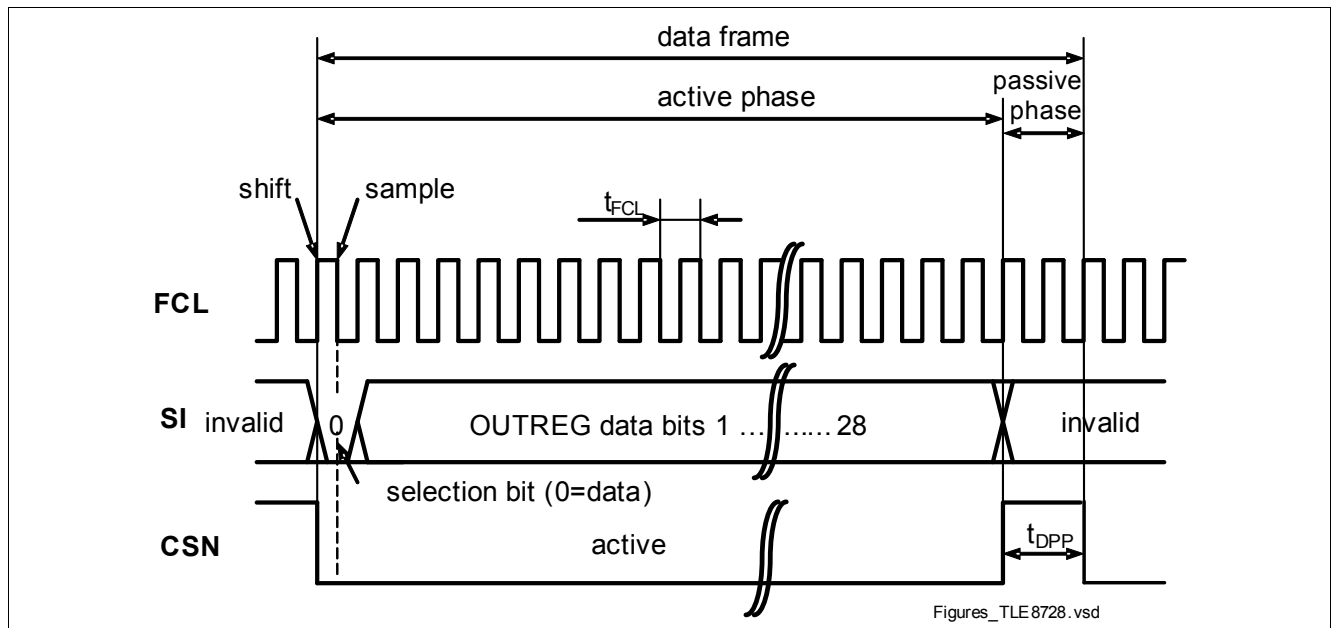 data frame
active phase
passive
phase
shift
sample
tFCL
FCL
SI
invalid
0
OUTREG data bits 1 ............ 28
invalid
selection bit (0=data)
CSN
active
tDPP
Figures_TLE8728.vsd